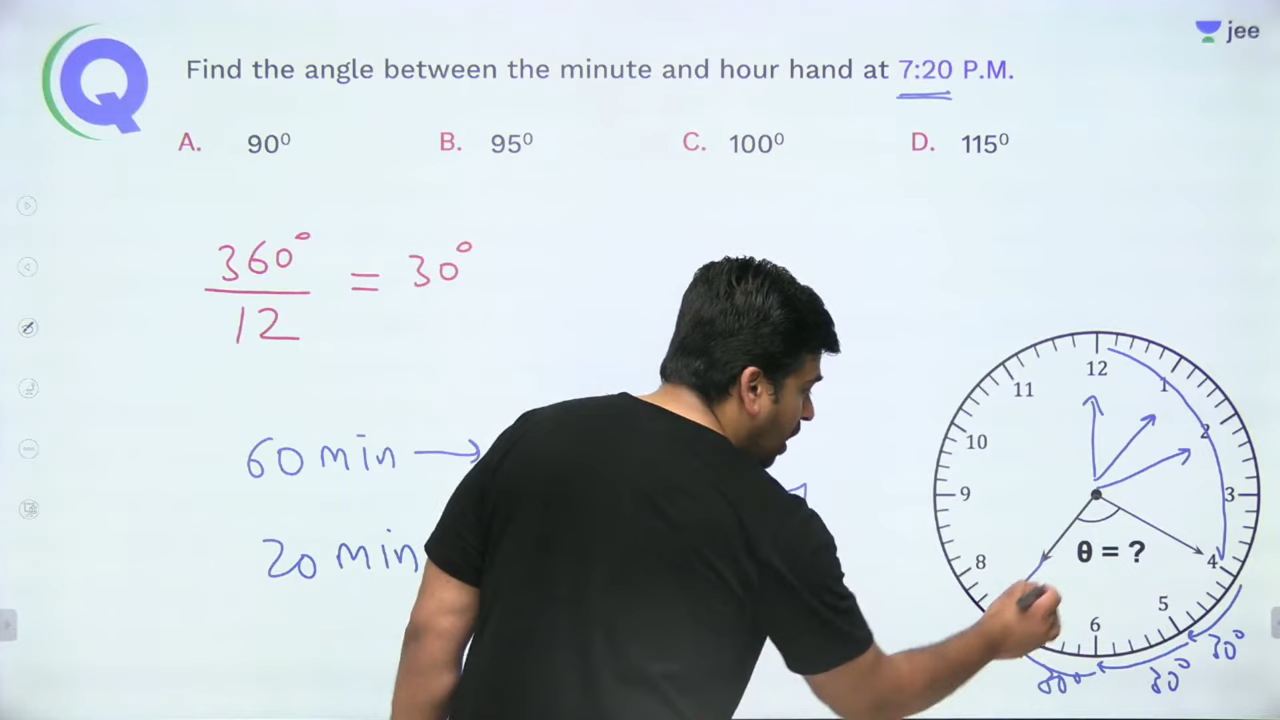 jee
Find the angle between the minute and hour hand at 7:20 P.M.
A. 90⁰ B. 95⁰ C. 100⁰ D. 115⁰
360°
12
= 30°
60 min →
20 min
12
11 1
10 2
9 3
8 4
θ = ?
5
6
30°
30°
30°